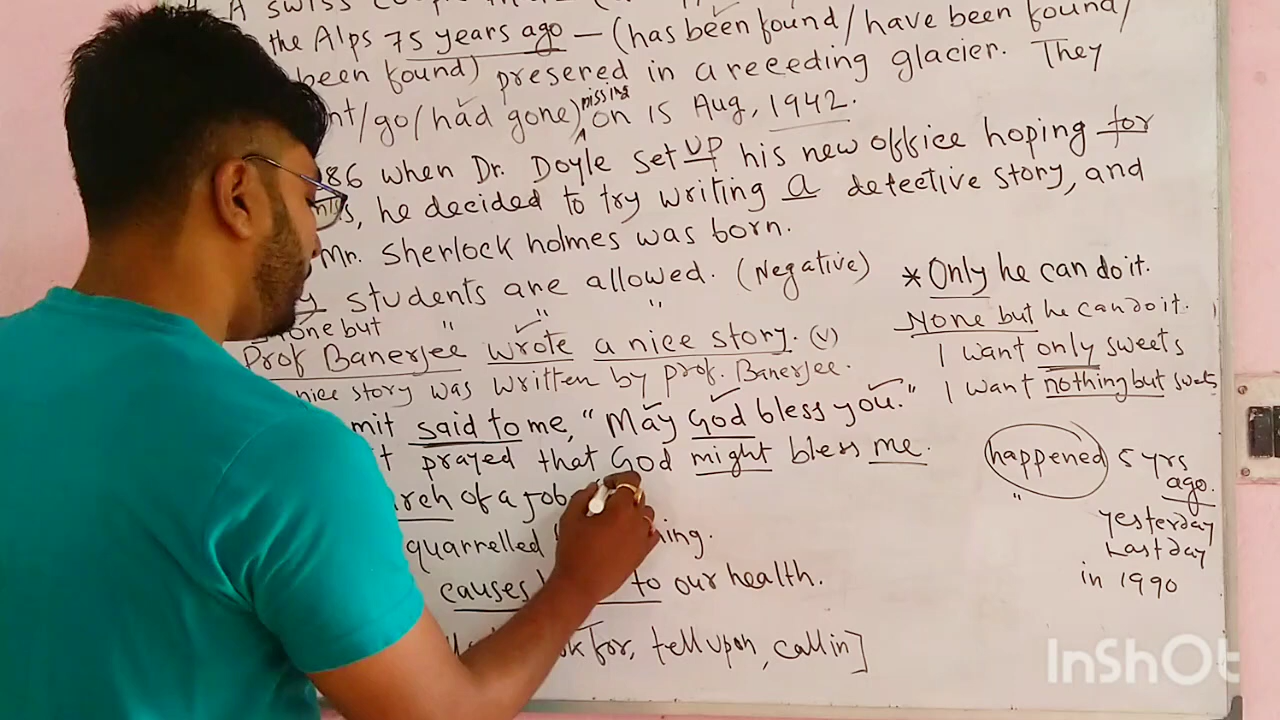 A swiss
the Alps 75 years ago — (has been found/have been found/
been found) presered in a receeding glacier. They
nt/go/had gone) missing on 15 Aug, 1942.
86 when Dr. Doyle set up his new office hoping for
he decided to try writing a detective story, and
Mr. Sherlock holmes was born.
students are allowed. (Negative)
one but " " "
Prof Banerjee wrote a nice story. (v)
nice story was written by prof. Banerjee.
mit said to me, "May God bless you."
t prayed that God might bless me.
rch of a job
quarrelled ning.
causes to our health.
k for, tell upon, call in]
* Only he can do it.
None but he can do it.
I want only sweets
I want nothing but sweets
happened 5 yrs
" ago.
yesterday
Last day
in 1990
InShOt